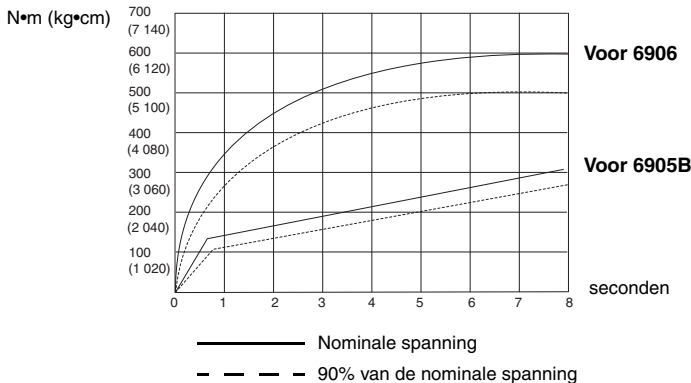 N•m (kg•cm)
700
(7 140)
600
(6 120)
500
(5 100)
400
(4 080)
300
(3 060)
200
(2 040)
100
(1 020)
Voor 6906
Voor 6905B
0 1 2 3 4 5 6 7 8
seconden
Nominale spanning
90% van de nominale spanning